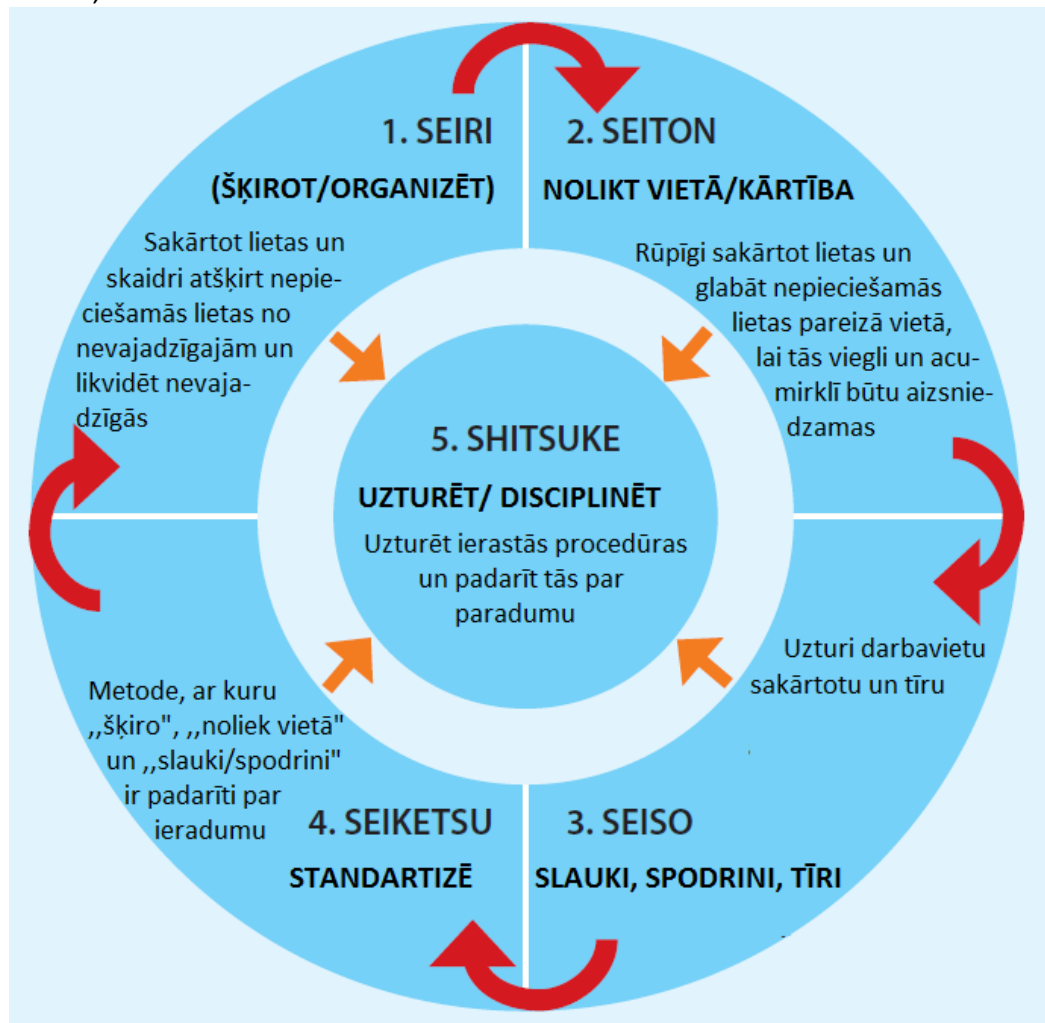 1. SEIRI
(ŠĶIROT/ORGANIZĒT)
Sakārtot lietas un
skaidri atšķirt nepie-
ciešamās lietas no
nevajadzīgajām un
likvidēt nevaja-
dzīgās
2. SEITON
NOLIKT VIETĀ/KĀRTĪBA
Rūpīgi sakārtot lietas un
glabāt nepieciešamās
lietas pareizā vietā,
lai tās viegli un acu-
mirklī būtu aizsnie-
dzamas
5. SHITSUKE
UZTURĒT/ DISCIPLINĒT
Uzturēt ierastās procedūras
un padarīt tās par
paradumu
Uzturi darbavietu
sakārtotu un tīru
3. SEISO
SLAUKI, SPODRINI, TĪRI
Metode, ar kuru
,,šķiro", ,,noliek vietā"
un ,,slauki/spodrini"
ir padarīti par
ieradumu
4. SEIKETSU
STANDARTIZĒ